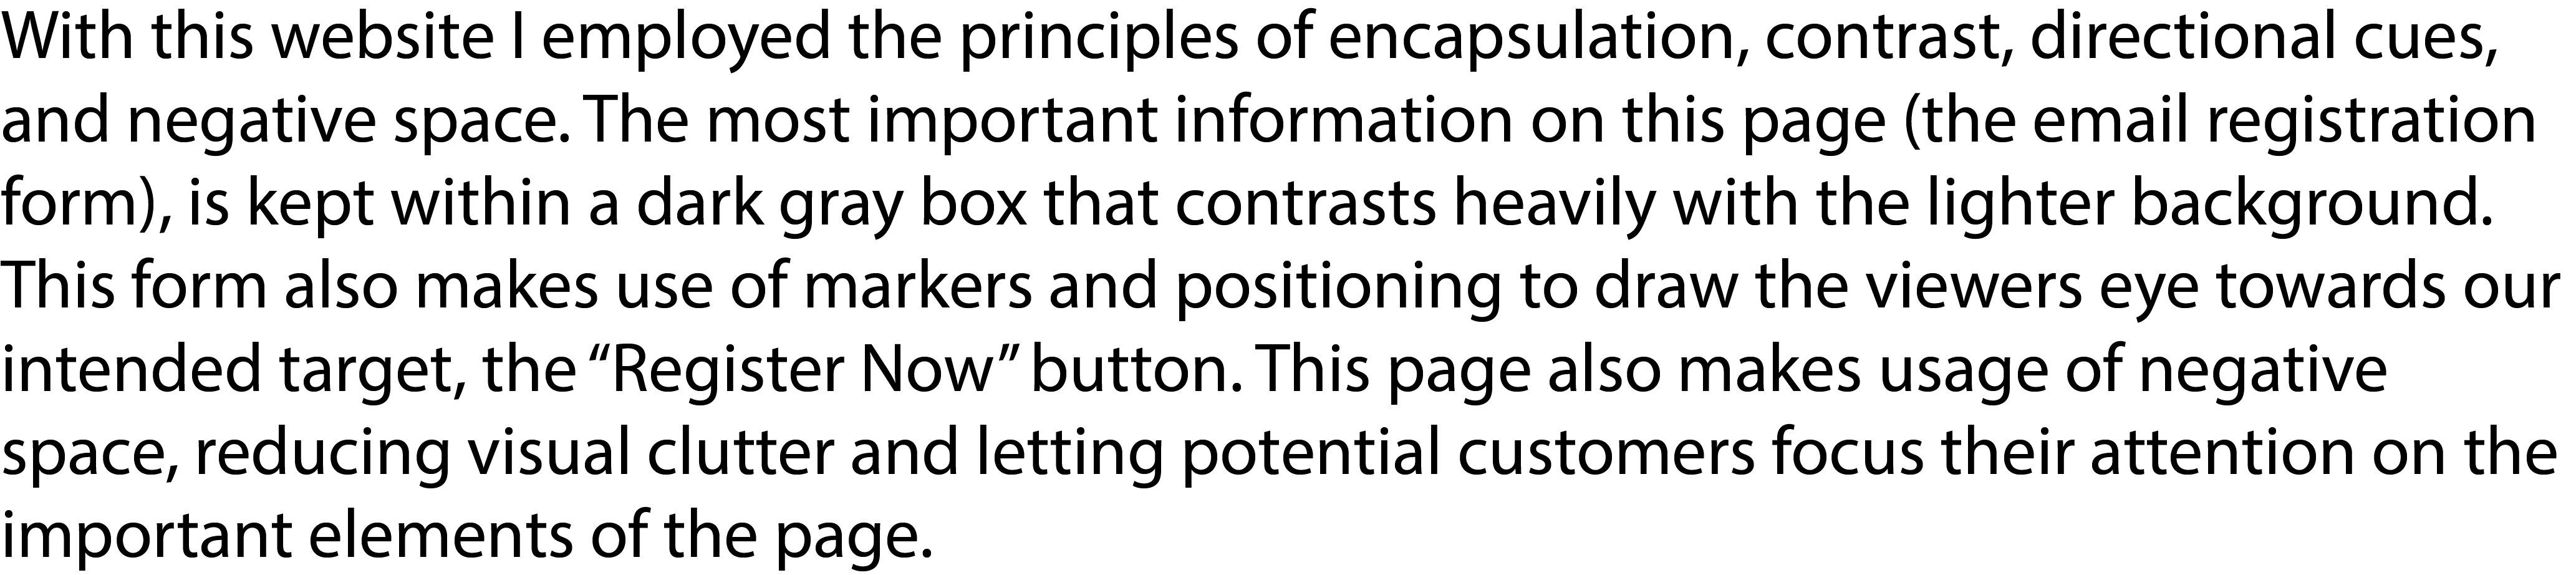 With this website I employed the principles of encapsulation, contrast, directional cues,
and negative space. The most important information on this page (the email registration
form), is kept within a dark gray box that contrasts heavily with the lighter background.
This form also makes use of markers and positioning to draw the viewers eye towards our
intended target, the “Register Now” button. This page also makes usage of negative
space, reducing visual clutter and letting potential customers focus their attention on the
important elements of the page.